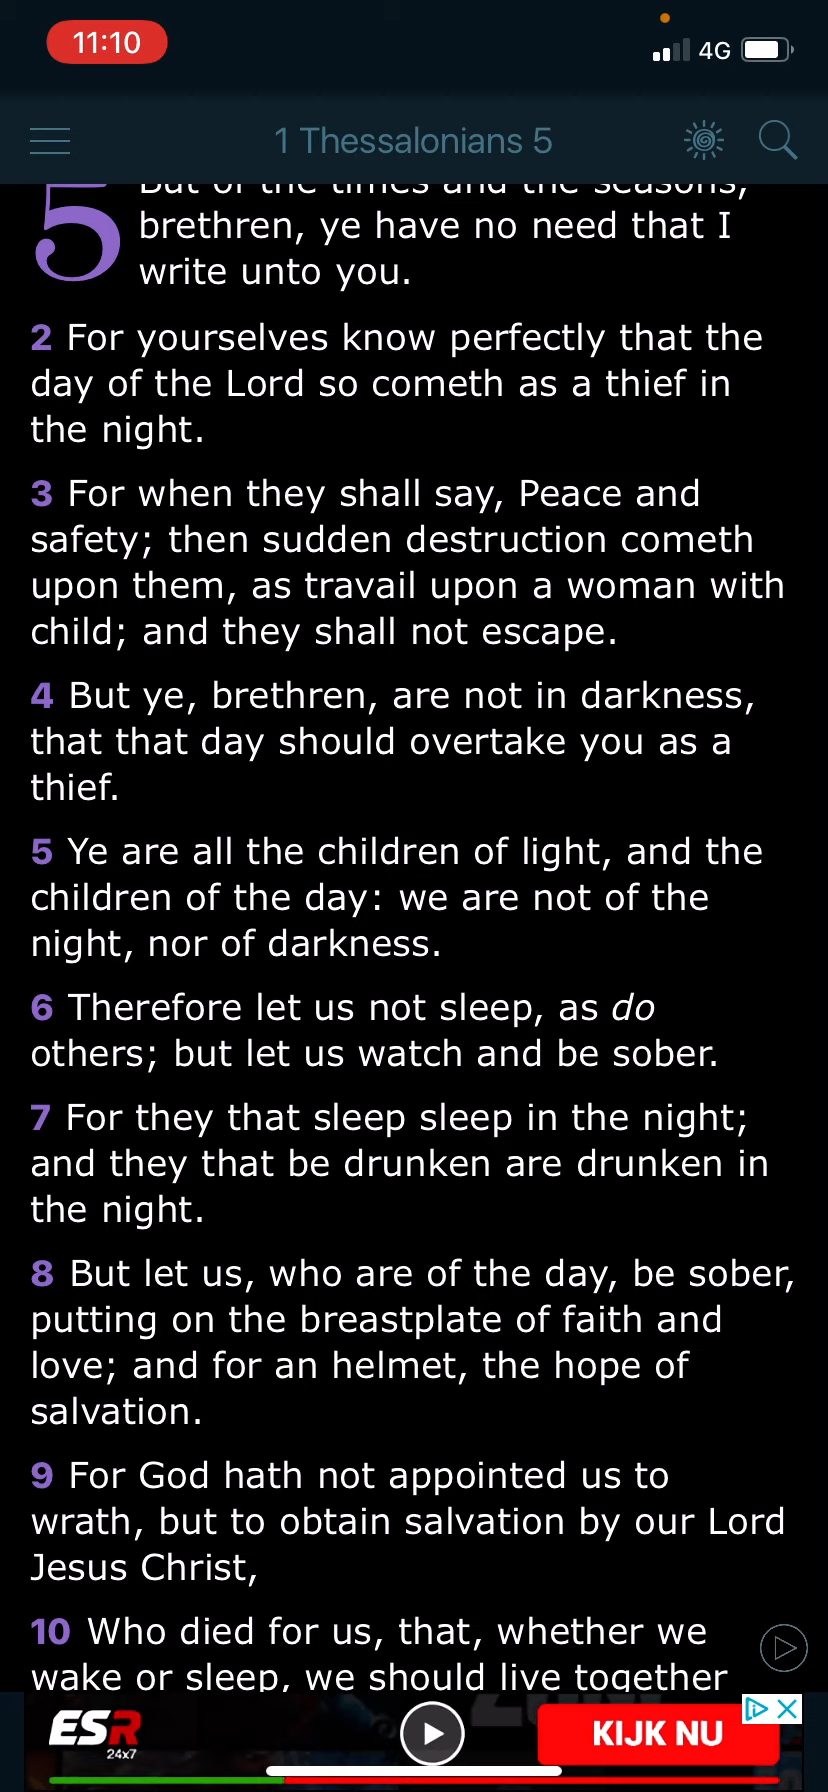 11:10
4G
1 Thessalonians 5
5 But of the times and the seasons,
brethren, ye have no need that I
write unto you.
2 For yourselves know perfectly that the
day of the Lord so cometh as a thief in
the night.
3 For when they shall say, Peace and
safety; then sudden destruction cometh
upon them, as travail upon a woman with
child; and they shall not escape.
4 But ye, brethren, are not in darkness,
that that day should overtake you as a
thief.
5 Ye are all the children of light, and the
children of the day: we are not of the
night, nor of darkness.
6 Therefore let us not sleep, as do
others; but let us watch and be sober.
7 For they that sleep sleep in the night;
and they that be drunken are drunken in
the night.
8 But let us, who are of the day, be sober,
putting on the breastplate of faith and
love; and for an helmet, the hope of
salvation.
9 For God hath not appointed us to
wrath, but to obtain salvation by our Lord
Jesus Christ,
10 Who died for us, that, whether we
wake or sleep, we should live together
ESR
24x7
KIJK NU